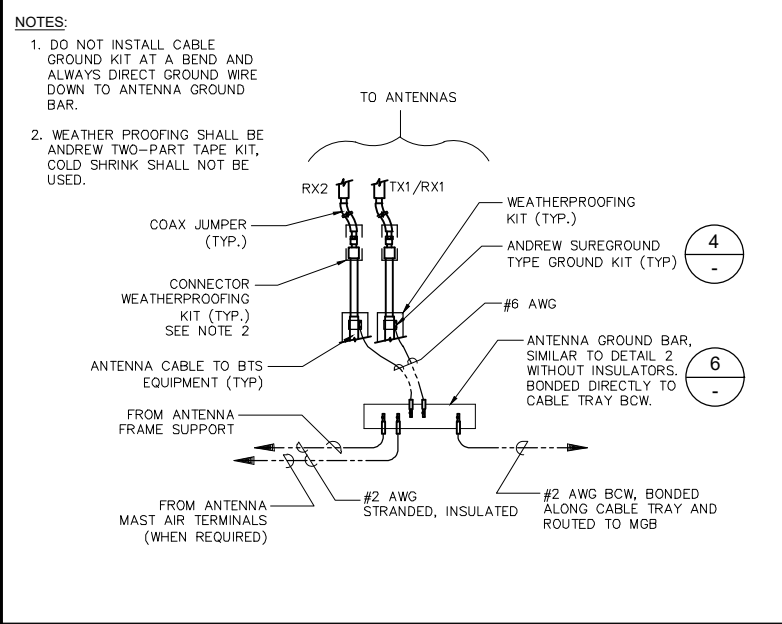 NOTES:
1. DO NOT INSTALL CABLE
GROUND KIT AT A BEND AND
ALWAYS DIRECT GROUND WIRE
DOWN TO ANTENNA GROUND
BAR.
2. WEATHER PROOFING SHALL BE
ANDREW TWO-PART TAPE KIT,
COLD SHRINK SHALL NOT BE
USED.
TO ANTENNAS
RX2
TX1/RX1
COAX JUMPER
(TYP.)
WEATHERPROOFING
KIT (TYP.)
ANDREW SUREGROUND
TYPE GROUND KIT (TYP)
4
-
CONNECTOR
WEATHERPROOFING
KIT (TYP.)
SEE NOTE 2
#6 AWG
ANTENNA CABLE TO BTS
EQUIPMENT (TYP)
ANTENNA GROUND BAR,
SIMILAR TO DETAIL 2
WITHOUT INSULATORS.
BONDED DIRECTLY TO
CABLE TRAY BCW.
6
-
FROM ANTENNA
FRAME SUPPORT
FROM ANTENNA
MAST AIR TERMINALS
(WHEN REQUIRED)
#2 AWG
STRANDED, INSULATED
#2 AWG BCW, BONDED
ALONG CABLE TRAY AND
ROUTED TO MGB